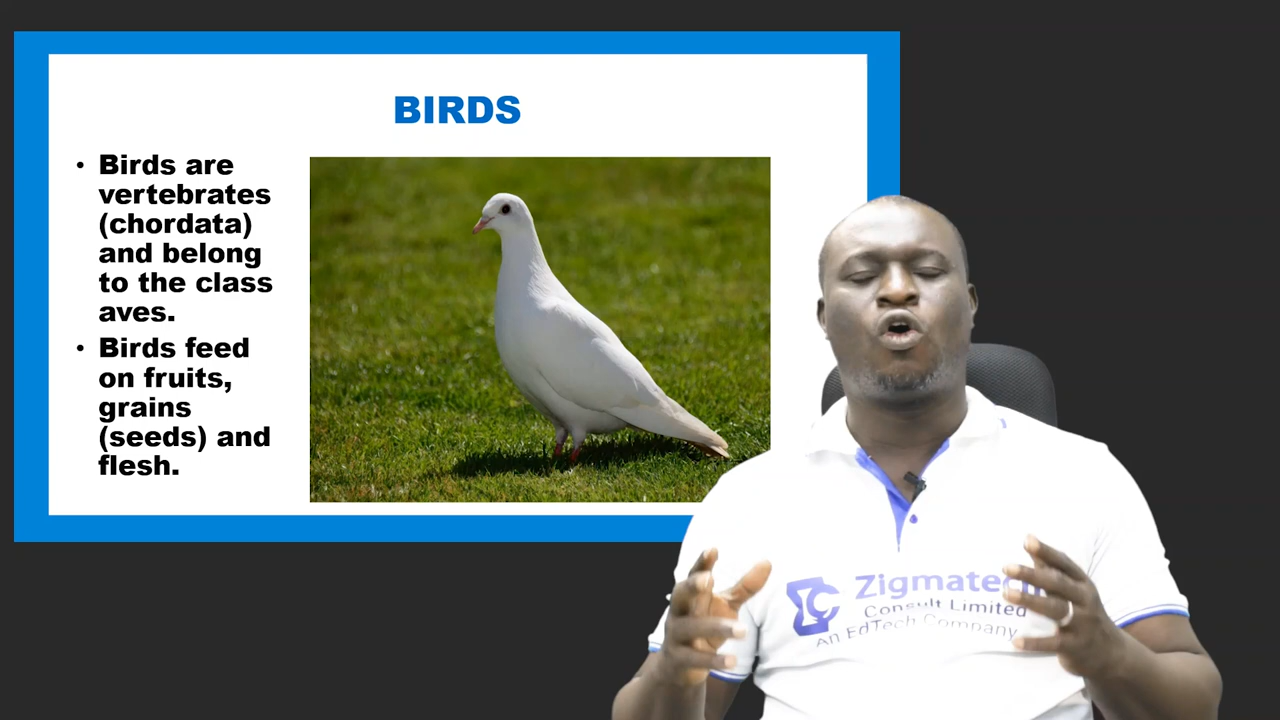 BIRDS
• Birds are
vertebrates
(chordata)
and belong
to the class
aves.
• Birds feed
on fruits,
grains
(seeds) and
flesh.
Zigmatech
Consult Limited
An EdTech Company